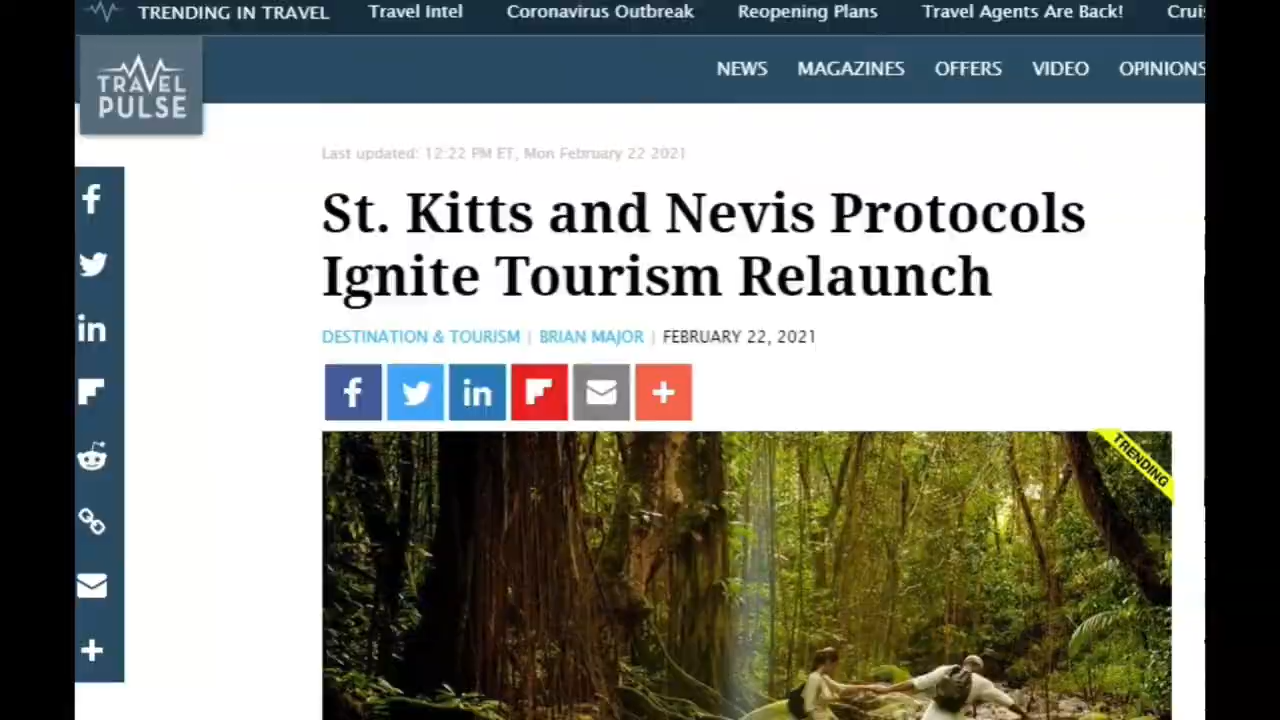 TRENDING IN TRAVEL Travel Intel Coronavirus Outbreak Reopening Plans Travel Agents Are Back!
TRAVEL
PULSE
NEWS MAGAZINES OFFERS VIDEO OPINIONS
Last updated: 12:22 PM ET, Mon February 22 2021
St. Kitts and Nevis Protocols
Ignite Tourism Relaunch
DESTINATION & TOURISM | BRIAN MAJOR | FEBRUARY 22, 2021
TRENDING